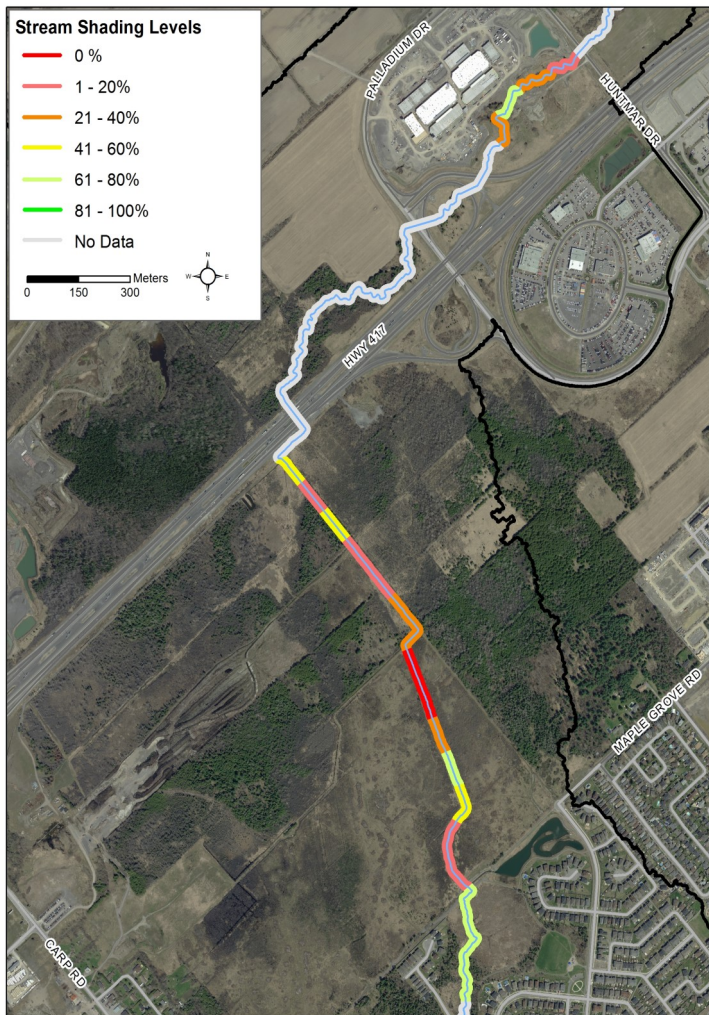 Stream Shading Levels
0 %
1 - 20%
21 - 40%
41 - 60%
61 - 80%
81 - 100%
No Data
Meters
0 150 300
N
W E
S
PALLADIUM DR
HUNTMAR DR
HWY 417
MAPLE GROVE RD
CARP RD